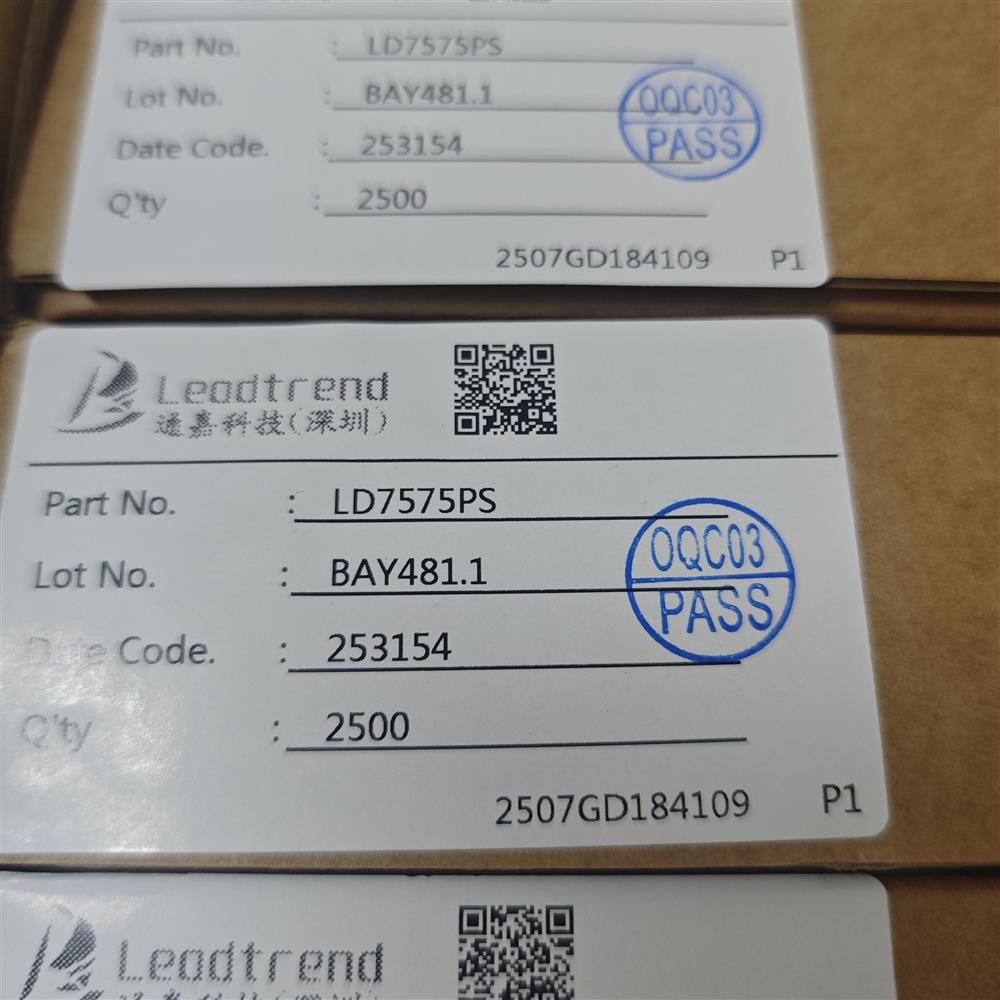 Part No. : LD7575PS
Lot No. : BAY481.1
Date Code. : 253154
Q'ty : 2500
OQC03
PASS
2507GD184109 P1
Leadtrend
通嘉科技(深圳)
Part No. : LD7575PS
Lot No. : BAY481.1
Date Code. : 253154
Q'ty : 2500
OQC03
PASS
2507GD184109 P1
Leadtrend